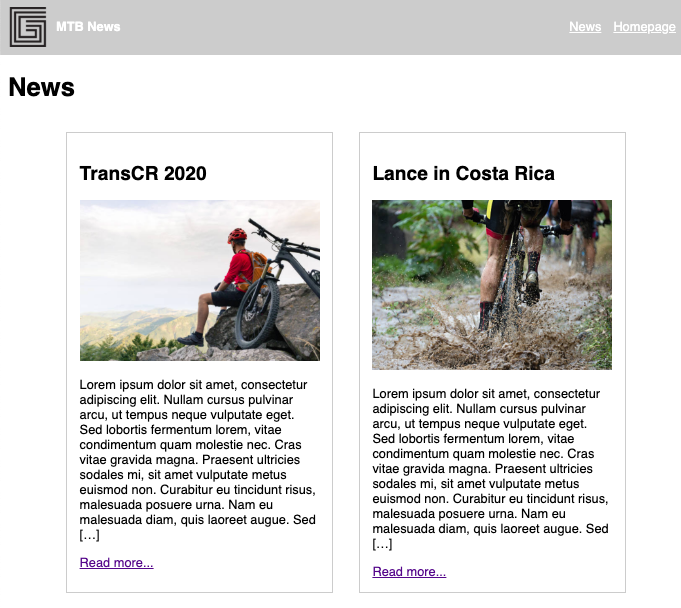 MTB News
News Homepage
News
TransCR 2020
Lorem ipsum dolor sit amet, consectetur
adipiscing elit. Nullam cursus pulvinar
arcu, ut tempus neque vulputate eget.
Sed lobortis fermentum lorem, vitae
condimentum quam molestie nec. Cras
vitae gravida magna. Praesent ultricies
sodales mi, sit amet vulputate metus
euismod non. Curabitur eu tincidunt risus,
malesuada posuere urna. Nam eu
malesuada diam, quis laoreet augue. Sed
[…]
Read more...
Lance in Costa Rica
Lorem ipsum dolor sit amet, consectetur
adipiscing elit. Nullam cursus pulvinar
arcu, ut tempus neque vulputate eget.
Sed lobortis fermentum lorem, vitae
condimentum quam molestie nec. Cras
vitae gravida magna. Praesent ultricies
sodales mi, sit amet vulputate metus
euismod non. Curabitur eu tincidunt risus,
malesuada posuere urna. Nam eu
malesuada diam, quis laoreet augue. Sed
[…]
Read more...